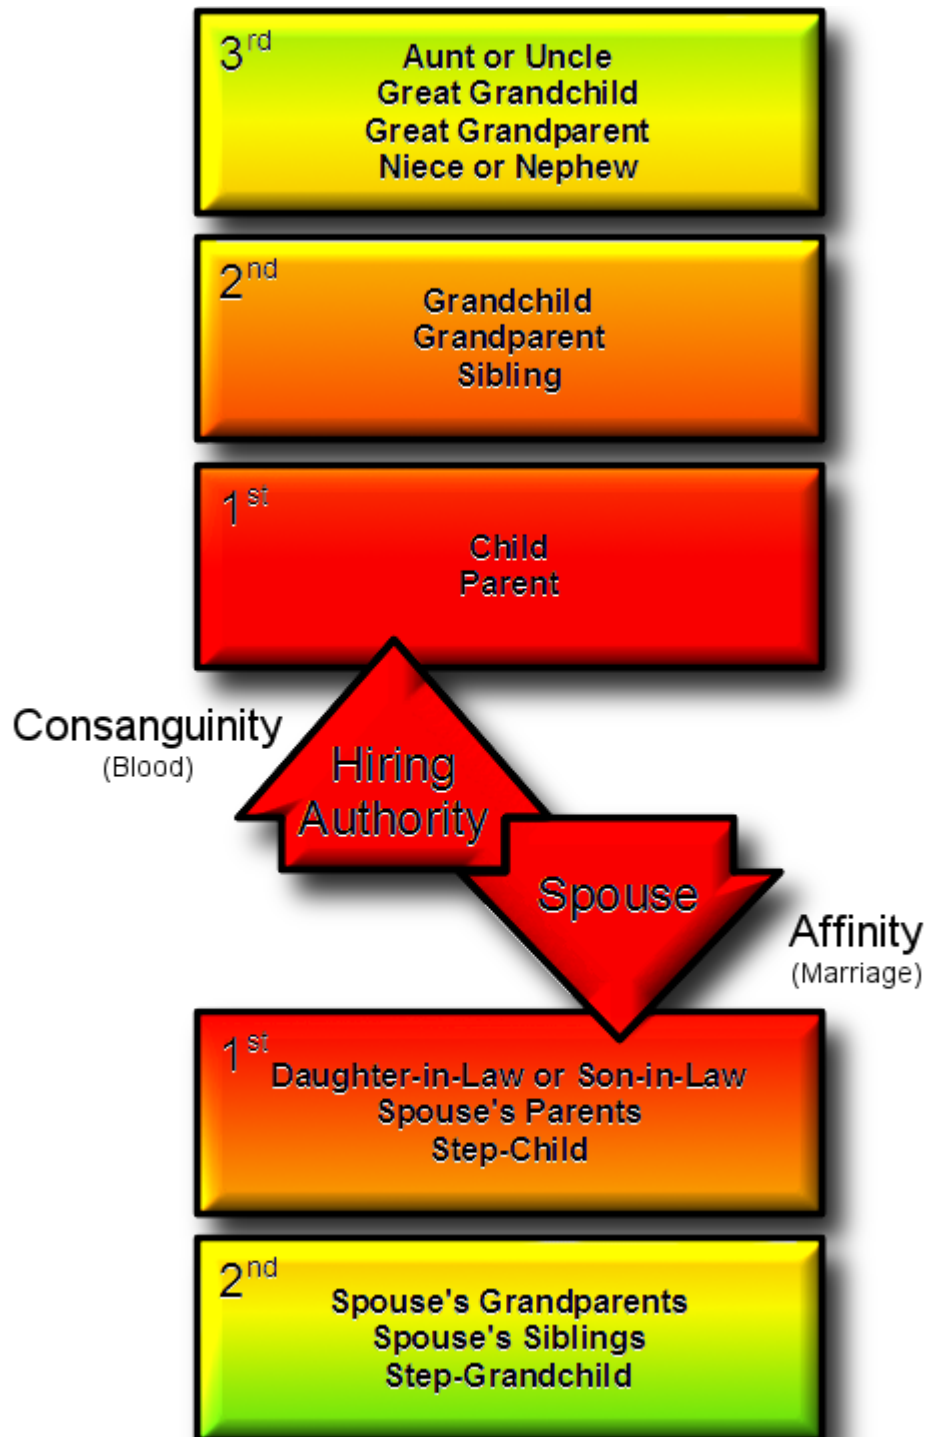 3rd
Aunt or Uncle
Great Grandchild
Great Grandparent
Niece or Nephew
2nd
Grandchild
Grandparent
Sibling
1st
Child
Parent
Consanguinity
(Blood)
Hiring
Authority
Spouse
Affinity
(Marriage)
1st
Daughter-in-Law or Son-in-Law
Spouse's Parents
Step-Child
2nd
Spouse's Grandparents
Spouse's Siblings
Step-Grandchild